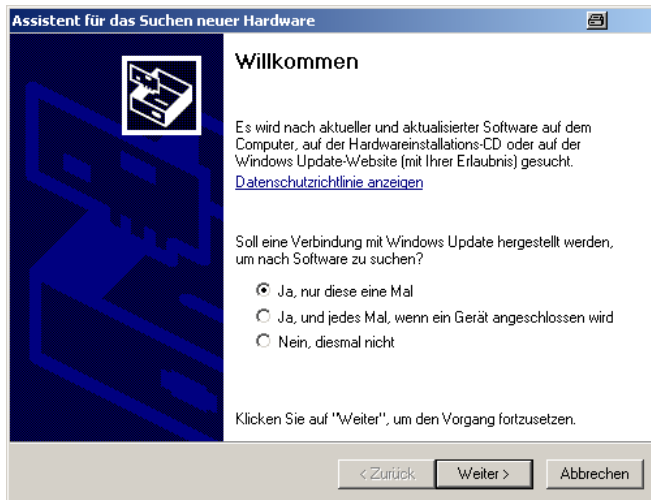 Assistent für das Suchen neuer Hardware
Willkommen
Es wird nach aktueller und aktualisierter Software auf dem
Computer, auf der Hardwareinstallations-CD oder auf der
Windows Update-Website (mit Ihrer Erlaubnis) gesucht.
Datenschutzrichtlinie anzeigen
Soll eine Verbindung mit Windows Update hergestellt werden,
um nach Software zu suchen?
Ja, nur diese eine Mal
Ja, und jedes Mal, wenn ein Gerät angeschlossen wird
Nein, diesmal nicht
Klicken Sie auf "Weiter", um den Vorgang fortzusetzen.
< Zurück Weiter > Abbrechen